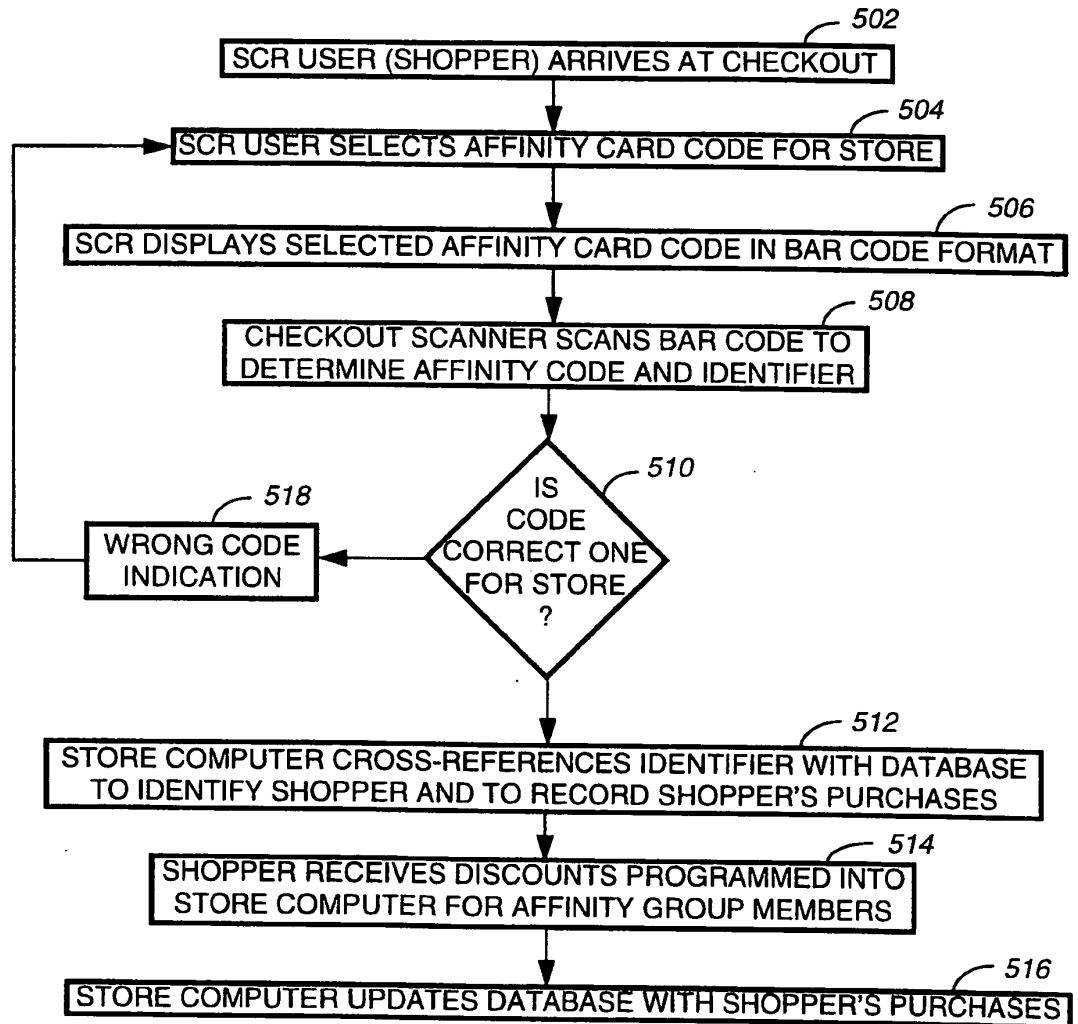 502
SCR USER (SHOPPER) ARRIVES AT CHECKOUT
504
SCR USER SELECTS AFFINITY CARD CODE FOR STORE
506
SCR DISPLAYS SELECTED AFFINITY CARD CODE IN BAR CODE FORMAT
508
CHECKOUT SCANNER SCANS BAR CODE TO
DETERMINE AFFINITY CODE AND IDENTIFIER
510
IS
CODE
CORRECT ONE
FOR STORE
?
518
WRONG CODE
INDICATION
512
STORE COMPUTER CROSS-REFERENCES IDENTIFIER WITH DATABASE
TO IDENTIFY SHOPPER AND TO RECORD SHOPPER'S PURCHASES
514
SHOPPER RECEIVES DISCOUNTS PROGRAMMED INTO
STORE COMPUTER FOR AFFINITY GROUP MEMBERS
516
STORE COMPUTER UPDATES DATABASE WITH SHOPPER'S PURCHASES